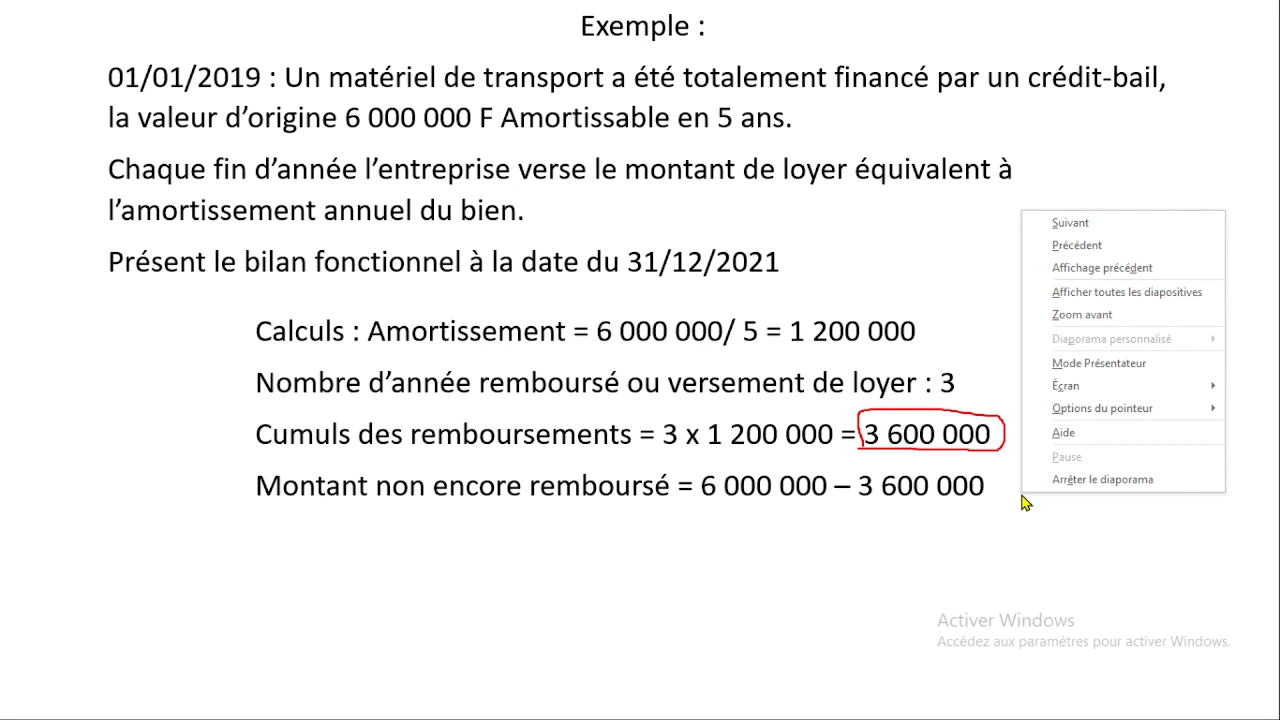 Exemple :
01/01/2019 : Un matériel de transport a été totalement financé par un crédit-bail,
la valeur d’origine 6 000 000 F Amortissable en 5 ans.
Chaque fin d’année l’entreprise verse le montant de loyer équivalent à
l’amortissement annuel du bien.
Présent le bilan fonctionnel à la date du 31/12/2021
Calculs : Amortissement = 6 000 000/ 5 = 1 200 000
Nombre d’année remboursé ou versement de loyer : 3
Cumuls des remboursements = 3 x 1 200 000 = 3 600 000
Montant non encore remboursé = 6 000 000 – 3 600 000
Suivant
Précédent
Affichage précédent
Afficher toutes les diapositives
Zoom avant
Diaporama personnalisé
Mode Présentateur
Écran
Options du pointeur
Aide
Pause
Arrêter le diaporama
Activer Windows
Accédez aux paramètres pour activer Windows.